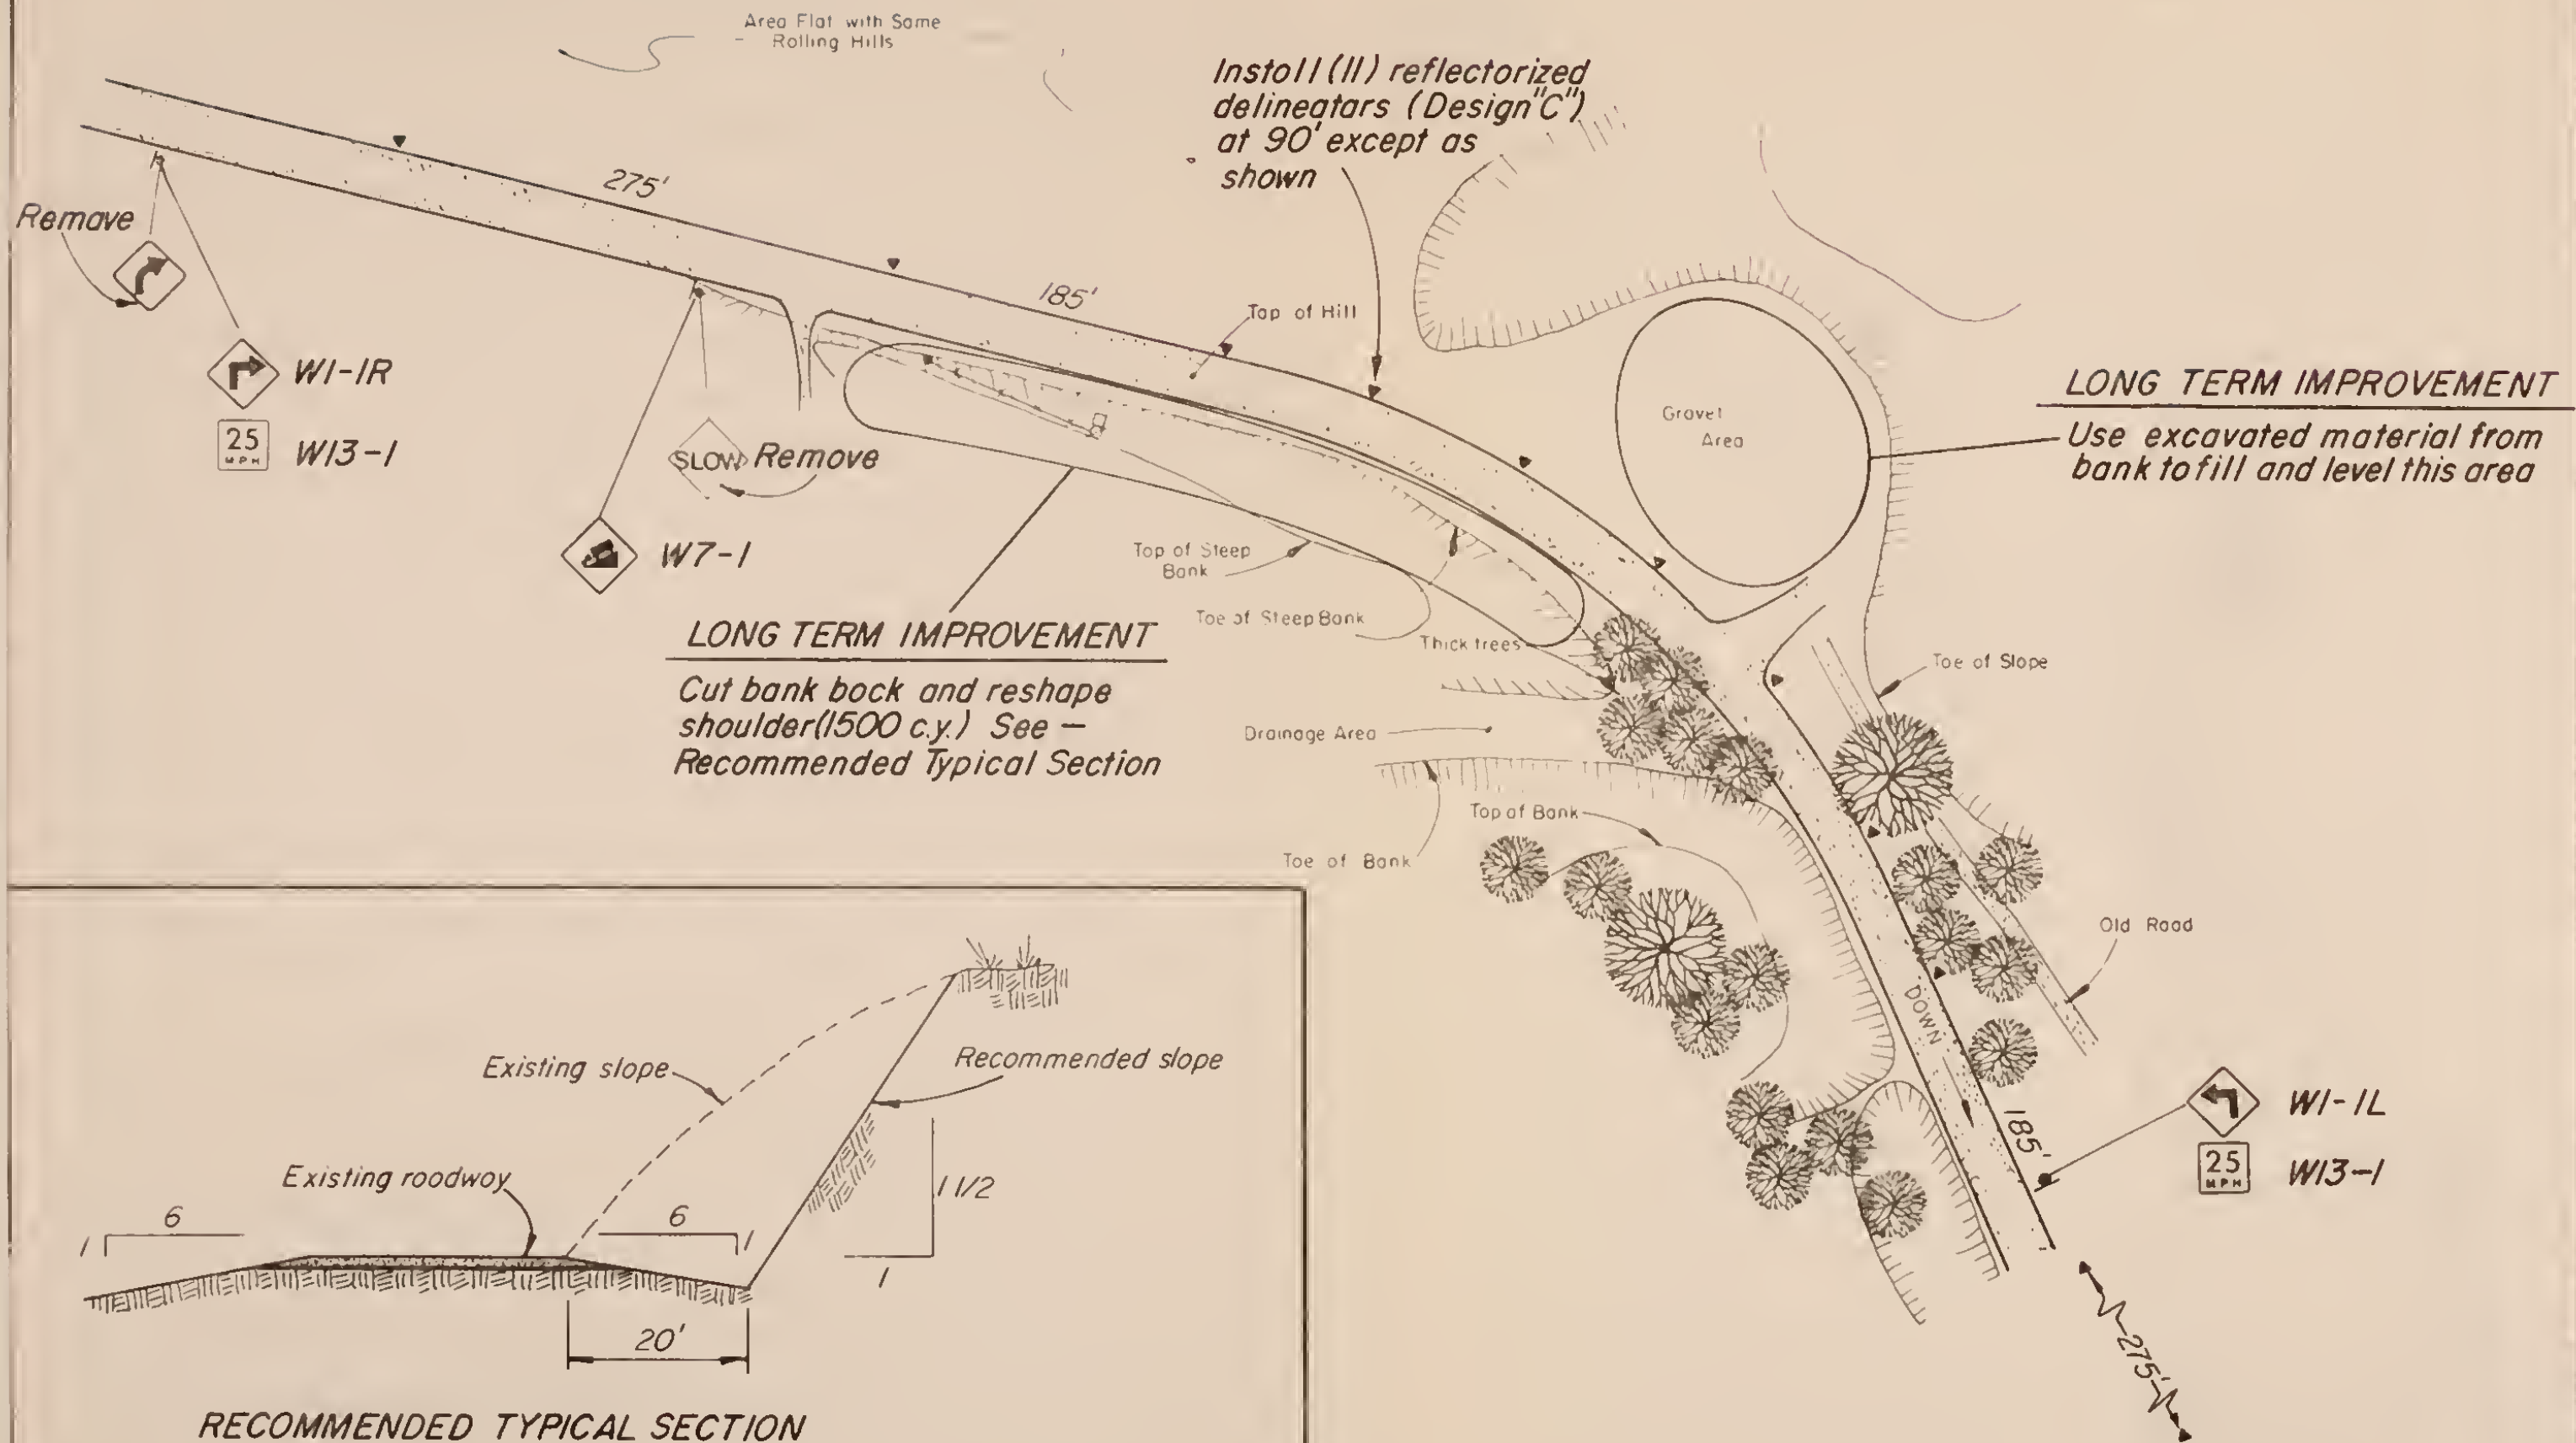 Area Flat with Some
Rolling Hills
Install (11) reflectorized
delineators (Design "C")
at 90' except as
shown
275'
185'
Remove
Top of Hill
W1-1R
25
MPH
W13-1
SLOW
Remove
W7-1
Gravel
Area
LONG TERM IMPROVEMENT
Use excavated material from
bank to fill and level this area
Top of Steep
Bank
Toe of Steep Bank
Thick trees
LONG TERM IMPROVEMENT
Cut bank back and reshape
shoulder (1500 c.y.) See –
Recommended Typical Section
Toe of Slope
Drainage Area
Top of Bank
Toe of Bank
Old Road
DOWN
185'
W1-1L
25
MPH
W13-1
275'
Existing slope
Recommended slope
Existing roadway
6
1
6
1
1 1/2
1
20'
RECOMMENDED TYPICAL SECTION